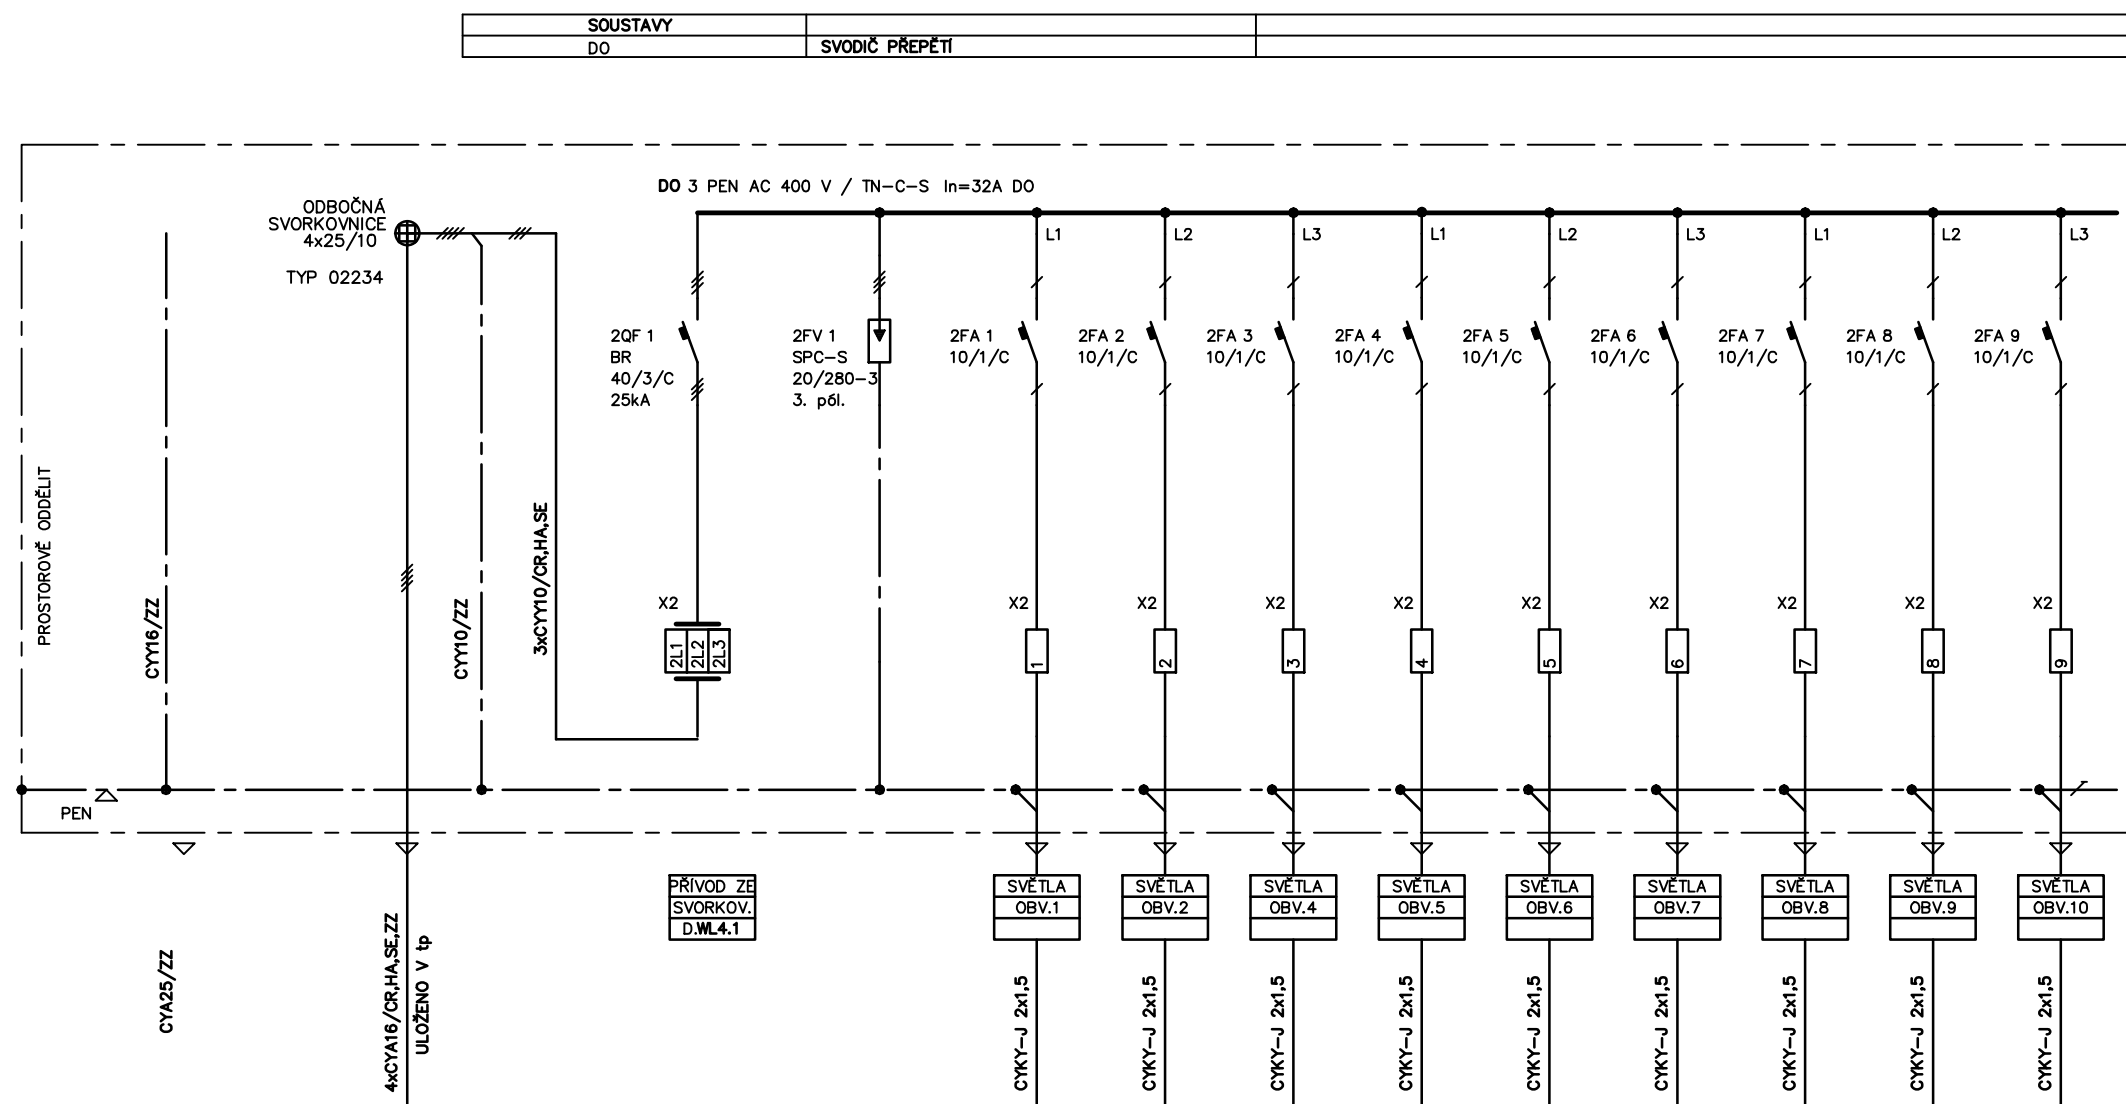 SOUSTAVY
DO SVODIČ PŘEPĚTÍ
DO 3 PEN AC 400 V / TN-C-S In=32A DO
ODBOČNÁ
SVORKOVNICE
4x25/10
TYP 02234
L1 L2 L3 L1 L2 L3 L1 L2 L3
2QF 1
BR
40/3/C
25kA
2FV 1
SPC-S
20/280-3
3. pól.
2FA 1
10/1/C
2FA 2
10/1/C
2FA 3
10/1/C
2FA 4
10/1/C
2FA 5
10/1/C
2FA 6
10/1/C
2FA 7
10/1/C
2FA 8
10/1/C
2FA 9
10/1/C
PROSTOROVĚ ODDĚLIT
CYY16/ZZ
CYY10/ZZ
3xCYY10/CR,HA,SE
X2 X2 X2 X2 X2 X2 X2 X2 X2 X2
2L1 2L2 2L3 1 2 3 4 5 6 7 8 9
PEN
PŘÍVOD ZE
SVORKOV.
D.WL4.1
SVĚTLA
OBV.1
SVĚTLA
OBV.2
SVĚTLA
OBV.4
SVĚTLA
OBV.5
SVĚTLA
OBV.6
SVĚTLA
OBV.7
SVĚTLA
OBV.8
SVĚTLA
OBV.9
SVĚTLA
OBV.10
CYA25/ZZ
4xCYA16/CR,HA,SE,ZZ
ULOŽENO V tp
CYKY-J 2x1,5
CYKY-J 2x1,5
CYKY-J 2x1,5
CYKY-J 2x1,5
CYKY-J 2x1,5
CYKY-J 2x1,5
CYKY-J 2x1,5
CYKY-J 2x1,5
CYKY-J 2x1,5